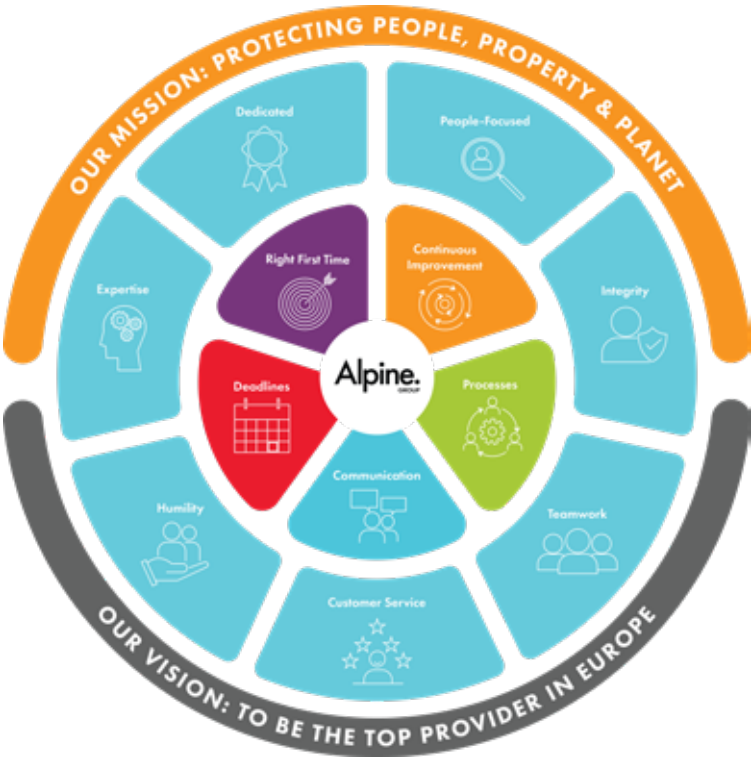 OUR MISSION: PROTECTING PEOPLE, PROPERTY & PLANET
Dedicated
People-Focused
Expertise
Integrity
Humility
Teamwork
Customer Service
Right First Time
Continuous
Improvement
Deadlines
Processes
Communication
Alpine.
GROUP
OUR VISION: TO BE THE TOP PROVIDER IN EUROPE